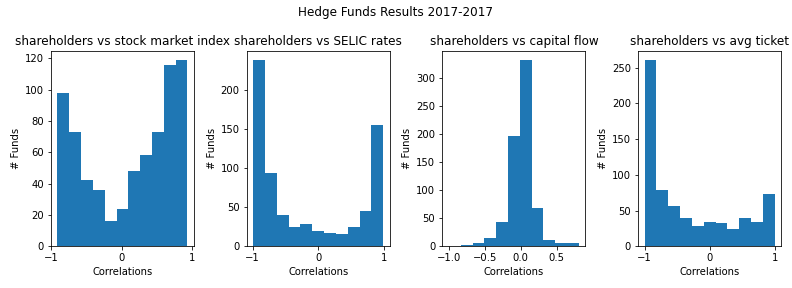 Hedge Funds Results 2017-2017
shareholders vs stock market index
# Funds
120
100
80
60
40
20
0
−1
0
1
Correlations
shareholders vs SELIC rates
# Funds
200
150
100
50
0
−1
0
1
Correlations
shareholders vs capital flow
# Funds
300
250
200
150
100
50
0
−1.0
−0.5
0.0
0.5
Correlations
shareholders vs avg ticket
# Funds
250
200
150
100
50
0
−1
0
1
Correlations